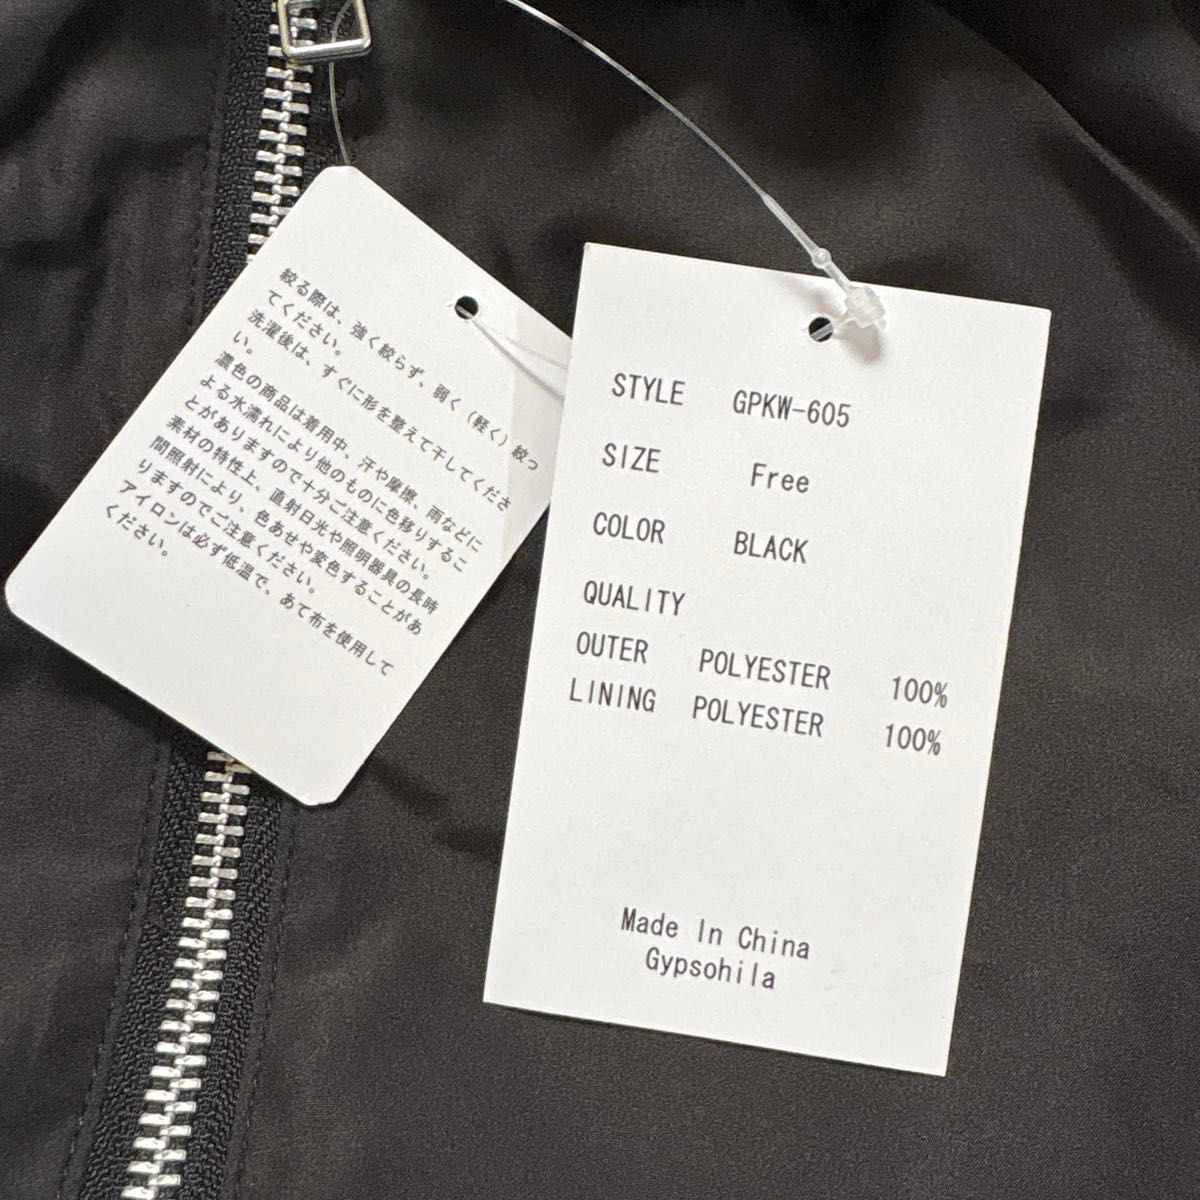 絞る際は、強く絞らず、弱く（軽く）絞っ
てください。
洗濯後は、すぐに形を整えて干してくださ
い。
濃色の商品は着用中、汗や摩擦、雨などに
よる水濡れにより他のものに色移りするこ
とがありますので十分ご注意ください。
素材の特性上、直射日光や照明器具の長時
間照射により、色あせや変色することがあ
りますのでご注意ください。
アイロンは必ず低温で、あて布を使用して
ください。
STYLE GPKW-605
SIZE Free
COLOR BLACK
QUALITY
OUTER POLYESTER 100%
LINING POLYESTER 100%
Made In China
Gypsohila